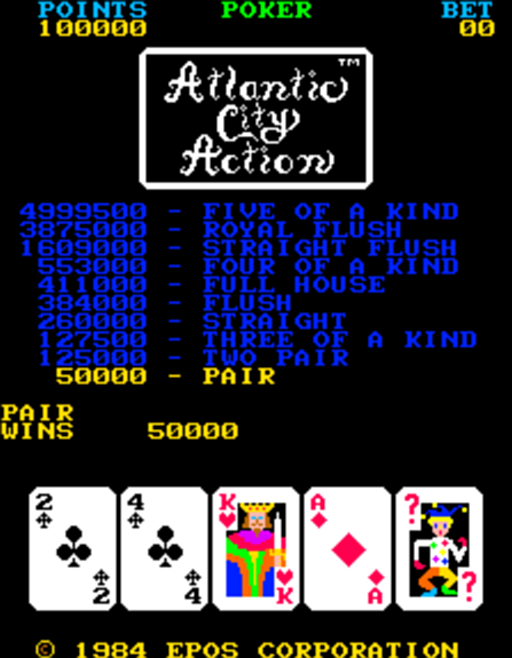 POINTS POKER BET
100000 00
Atlantic™
City
Action
4999500 - FIVE OF A KIND
3875000 - ROYAL FLUSH
1609000 - STRAIGHT FLUSH
553000 - FOUR OF A KIND
411000 - FULL HOUSE
384000 - FLUSH
260000 - STRAIGHT
127500 - THREE OF A KIND
125000 - TWO PAIR
50000 - PAIR
PAIR
WINS 50000
2 4 K A ?
2 4 K A ?
© 1984 EPOS CORPORATION